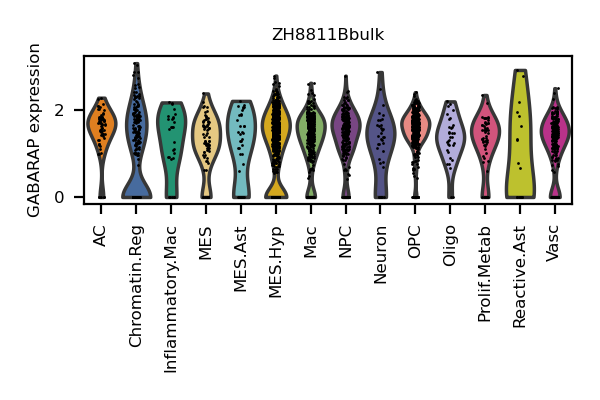 ZH8811Bbulk
GABARAP expression
2
0
AC
Chromatin.Reg
Inflammatory.Mac
MES
MES.Ast
MES.Hyp
Mac
NPC
Neuron
OPC
Oligo
Prolif.Metab
Reactive.Ast
Vasc